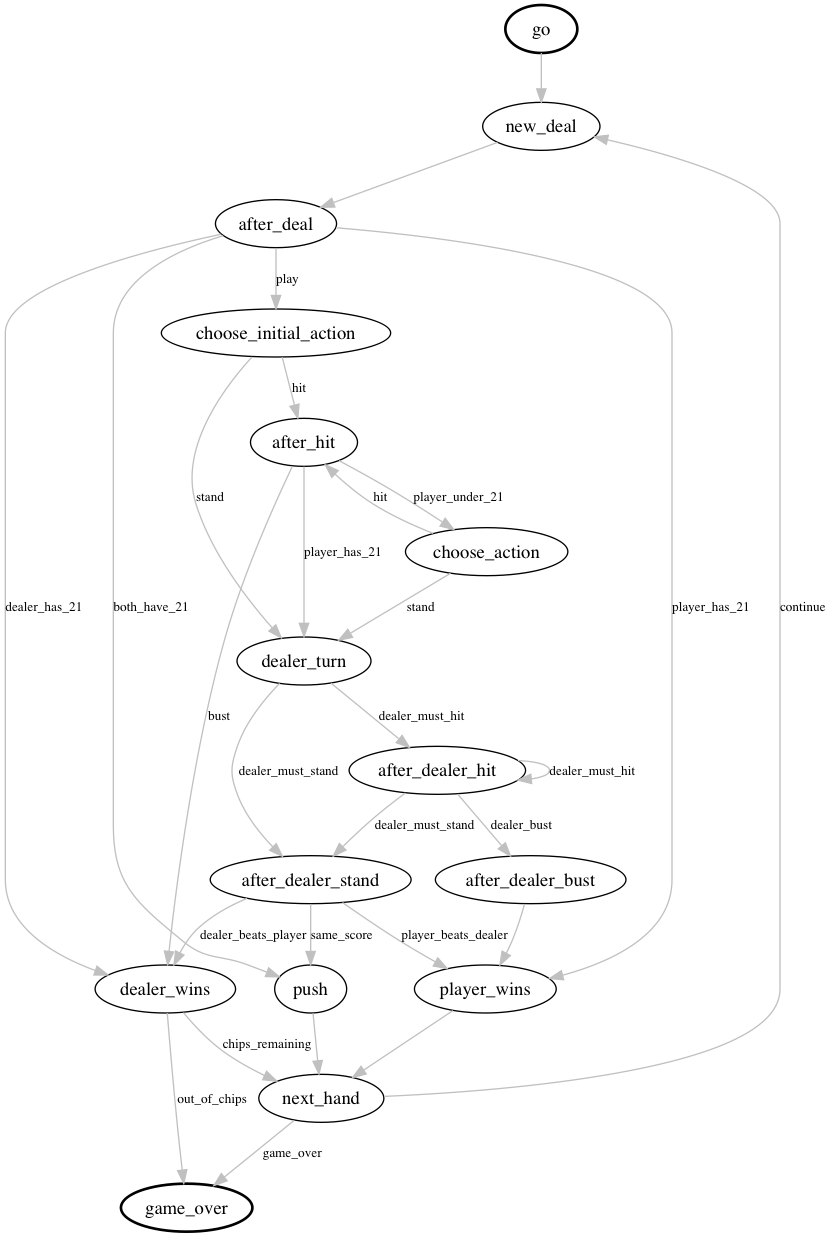 go
new_deal
after_deal
play
choose_initial_action
hit
after_hit
stand
hit
player_under_21
player_has_21
choose_action
dealer_has_21
both_have_21
stand
player_has_21
continue
dealer_turn
bust
dealer_must_hit
dealer_must_stand
after_dealer_hit
dealer_must_hit
dealer_must_stand
dealer_bust
after_dealer_stand
after_dealer_bust
dealer_beats_player
same_score
player_beats_dealer
dealer_wins
push
player_wins
chips_remaining
next_hand
out_of_chips
game_over
game_over